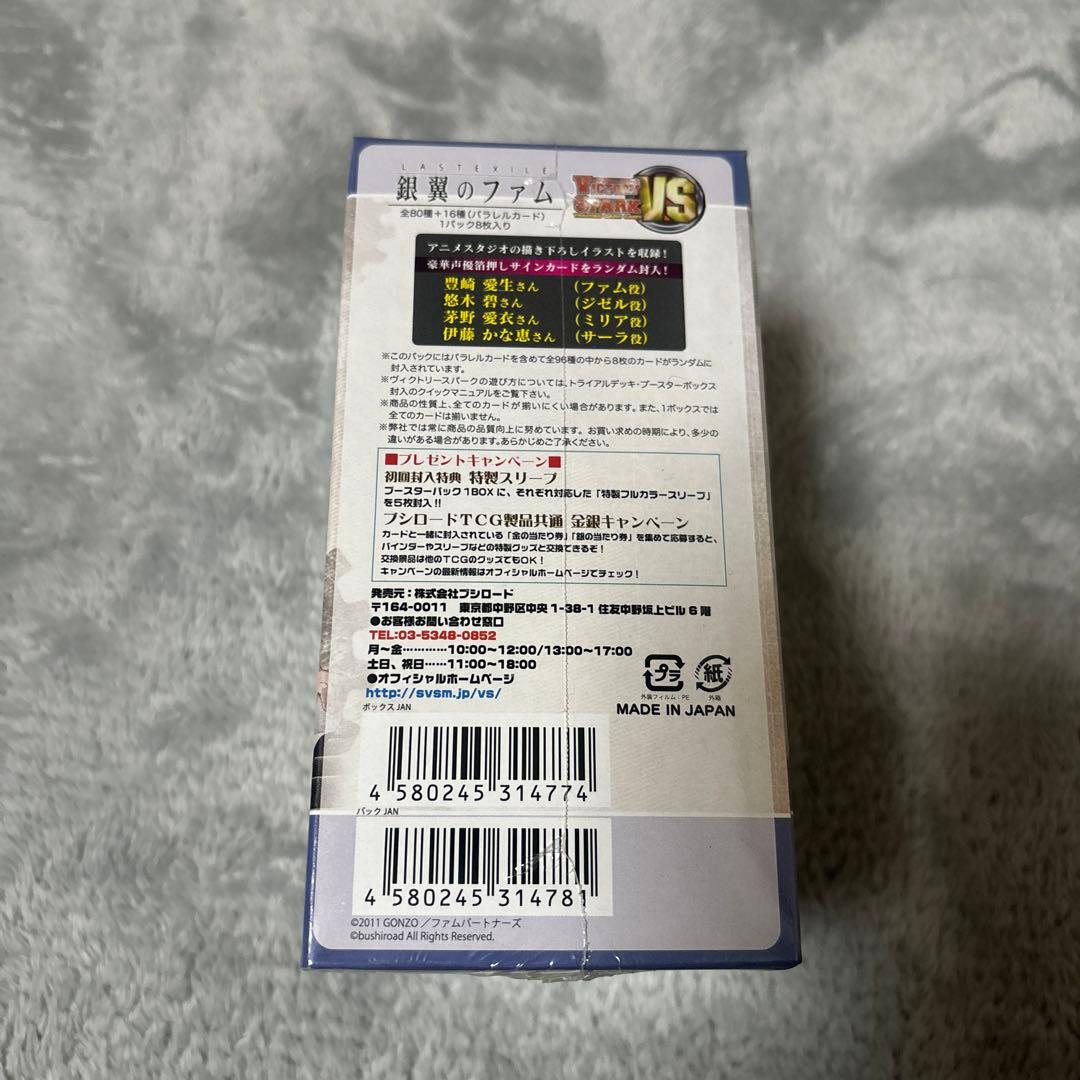 LASTEXILE
銀翼のファム
VICTORY SPARK VS
全80種+16種(パラレルカード)
1パック8枚入り
アニメスタジオの描き下ろしイラストを収録!
豪華声優箔押しサインカードをランダム封入!
豊崎 愛生さん (ファム役)
悠木 碧さん (ジゼル役)
茅野 愛衣さん (ミリア役)
伊藤 かな恵さん (サーラ役)
※このパックにはパラレルカードを含めて全96種の中から8枚のカードがランダムに
封入されています。
※ヴィクトリースパークの遊び方については、トライアルデッキ・ブースターボックス
封入のクイックマニュアルをご覧下さい。
※商品の性質上、全てのカードが揃いにくい場合があります。また、1ボックスでは
全てのカードは揃いません。
※弊社では常に商品の品質向上に努めています。お買い求めの時期により、多少の
違いがある場合があります。あらかじめご了承ください。
■プレゼントキャンペーン■
初回封入特典 特製スリーブ
ブースターパック1BOXに、それぞれ対応した「特製フルカラースリーブ」
を5枚封入!!
ブシロードTCG製品共通 金銀キャンペーン
カードと一緒に封入されている「金の当たり券」「銀の当たり券」を集めて応募すると、
バインダーやスリーブなどの特製グッズと交換できるぞ!
交換景品は他のTCGのグッズでもOK!
キャンペーンの最新情報はオフィシャルホームページでチェック!
発売元:株式会社ブシロード
〒164-0011 東京都中野区中央1-38-1住友中野坂上ビル6階
●お客様お問い合わせ窓口
TEL:03-5348-0852
月~金…………10:00~12:00/13:00~17:00
土日、祝日……11:00~18:00
●オフィシャルホームページ
http://svsm.jp/vs/
プラ
外装フィルム:PE
紙
外箱
MADE IN JAPAN
ボックスJAN
4 580245 314774
パックJAN
4 580245 314781
©2011 GONZO/ファムパートナーズ
©bushiroad All Rights Reserved.